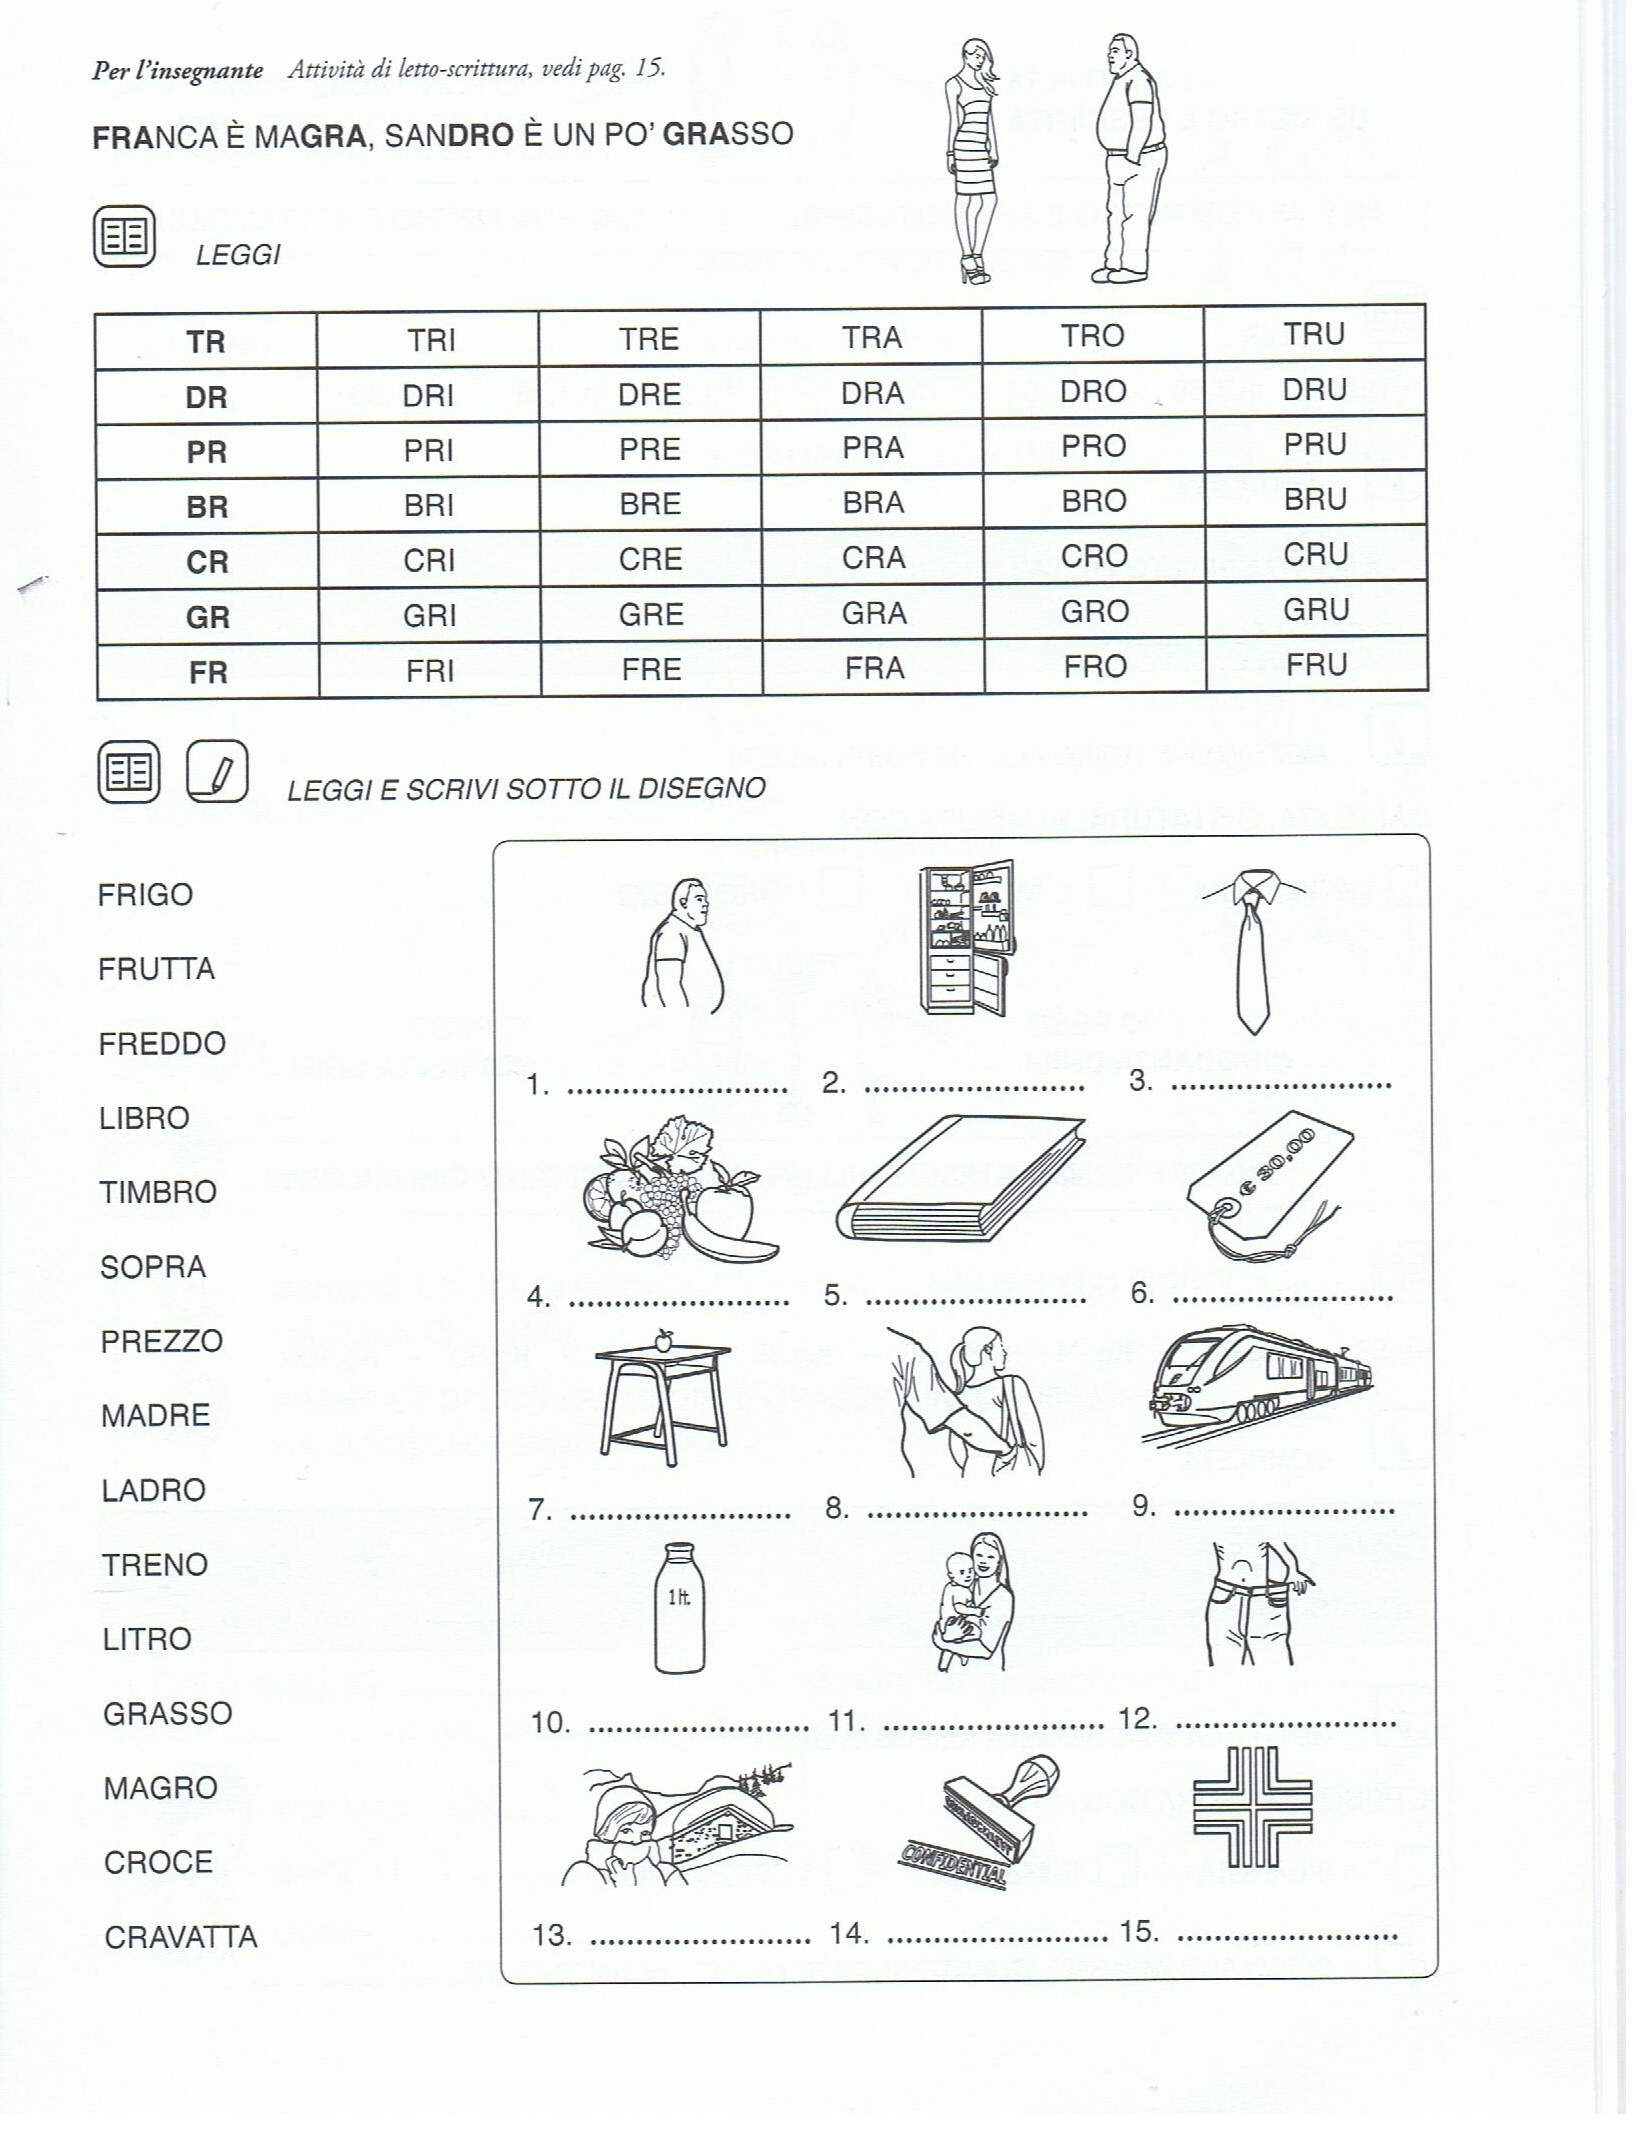 Per l'insegnante Attività di letto-scrittura, vedi pag. 15.
FRANCA È MAGRA, SANDRO È UN PO' GRASSO
LEGGI
TR TRI TRE TRA TRO TRU
DR DRI DRE DRA DRO DRU
PR PRI PRE PRA PRO PRU
BR BRI BRE BRA BRO BRU
CR CRI CRE CRA CRO CRU
GR GRI GRE GRA GRO GRU
FR FRI FRE FRA FRO FRU
LEGGI E SCRIVI SOTTO IL DISEGNO
FRIGO
FRUTTA
FREDDO
LIBRO
TIMBRO
SOPRA
PREZZO
MADRE
LADRO
TRENO
LITRO
GRASSO
MAGRO
CROCE
CRAVATTA
1. ........................ 2. ........................ 3. ........................
€ 30,00
4. ........................ 5. ........................ 6. ........................
7. ........................ 8. ........................ 9. ........................
1 lt.
10. ........................ 11. ........................ 12. ........................
CONFIDENTIAL
13. ........................ 14. ........................ 15. ........................